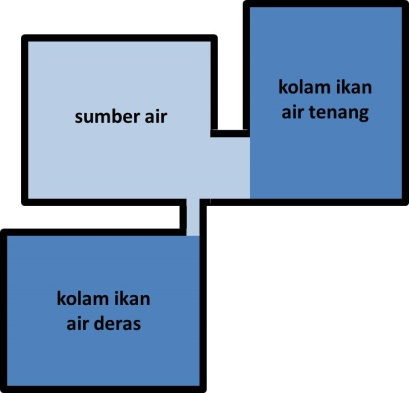 sumber air
kolam ikan
air tenang
kolam ikan
air deras